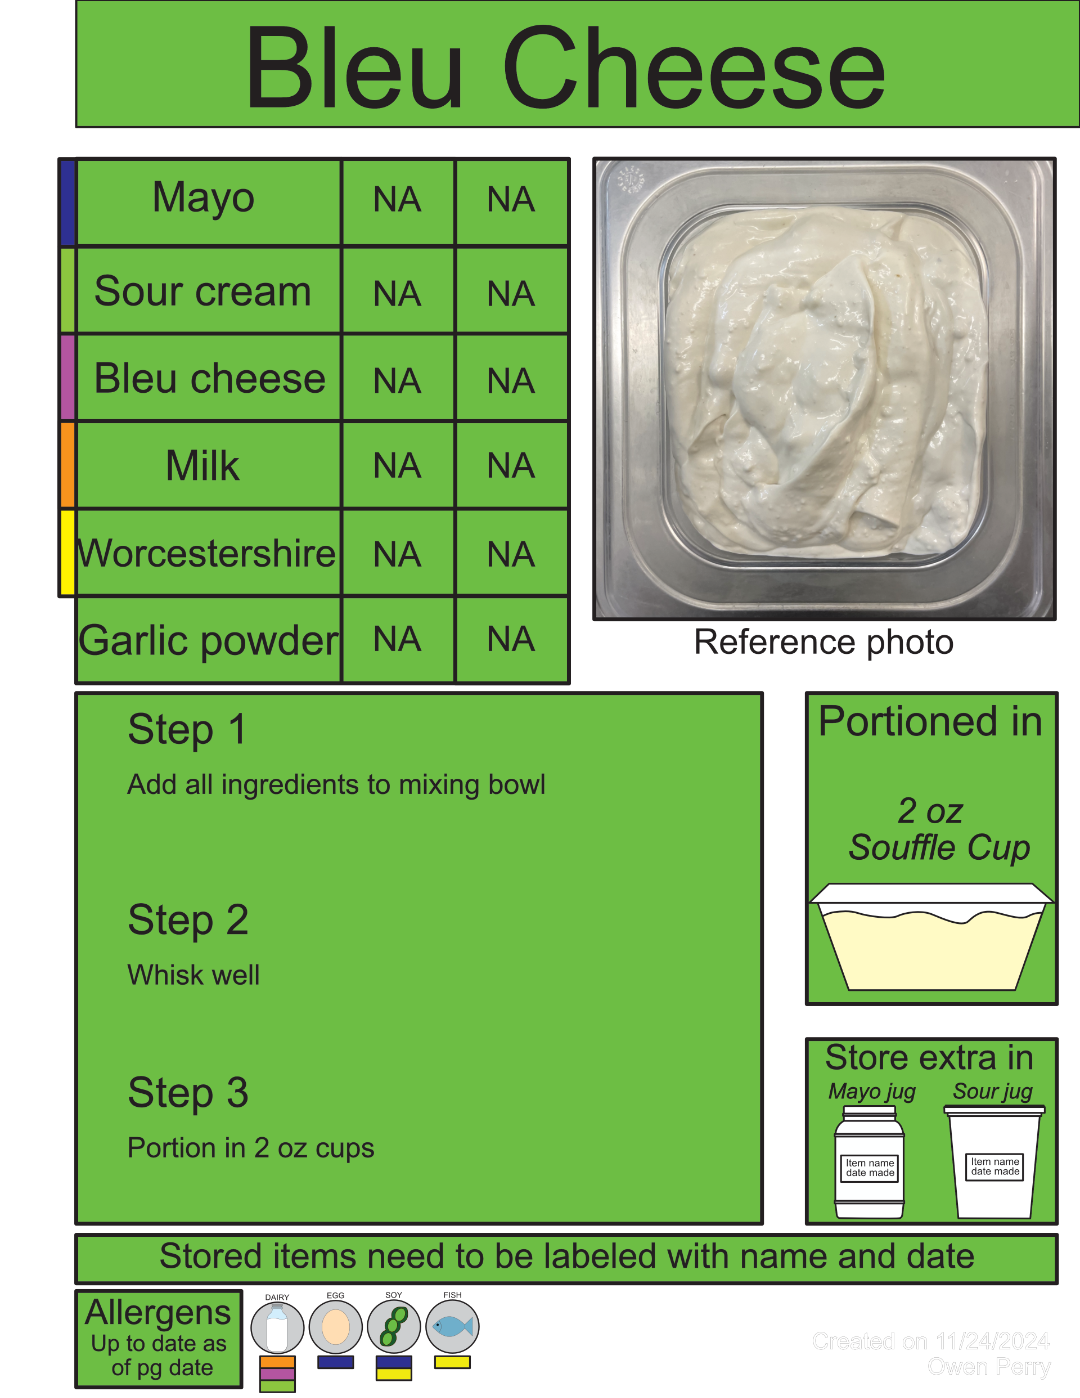 Bleu Cheese
Mayo NA NA
Sour cream NA NA
Bleu cheese NA NA
Milk NA NA
Worcestershire NA NA
Garlic powder NA NA
Reference photo
Step 1
Add all ingredients to mixing bowl
Step 2
Whisk well
Step 3
Portion in 2 oz cups
Portioned in
2 oz
Souffle Cup
Store extra in
Mayo jug Sour jug
Item name
date made
Item name
date made
Stored items need to be labeled with name and date
Allergens
Up to date as
of pg date
DAIRY EGG SOY FISH
Created on 11/24/2024
Owen Perry